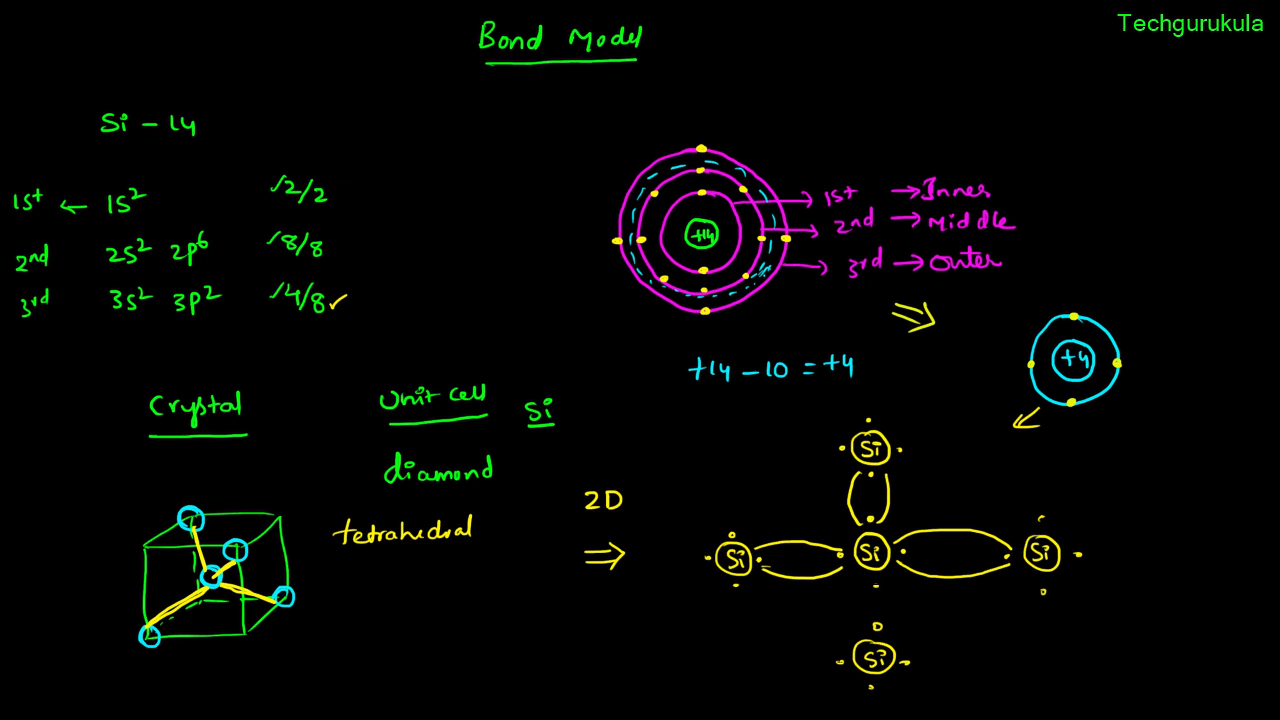 Techgurukula
Bond Model
Si - 14
1st ← 1s² √2/2
2nd 2s² 2p⁶ √8/8
3rd 3s² 3p² √4/8 ✓
+14
1st → Inner
2nd → Middle
3rd → Outer
+14 - 10 = +4
+4
Crystal
Unit cell Si
diamond
tetrahedral
2D
⇒
Si
Si Si Si
Si